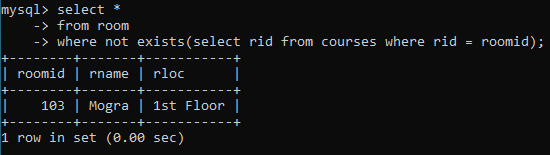 mysql> select *
    -> from room
    -> where not exists(select rid from courses where rid = roomid);
+--------+-------+-----------+
| roomid | rname | rloc      |
+--------+-------+-----------+
|    103 | Mogra | 1st Floor |
+--------+-------+-----------+
1 row in set (0.00 sec)